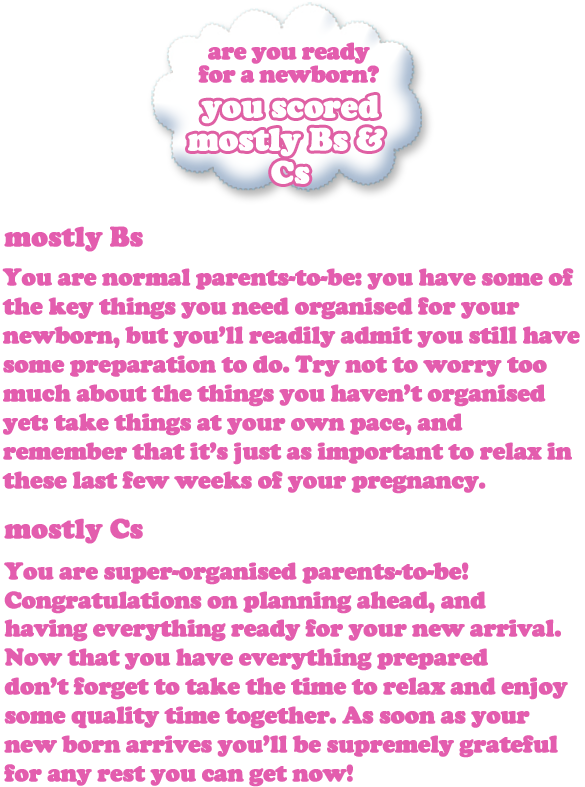 are you ready
for a newborn?
you scored
mostly Bs &
Cs
mostly Bs
You are normal parents-to-be: you have some of
the key things you need organised for your
newborn, but you’ll readily admit you still have
some preparation to do. Try not to worry too
much about the things you haven’t organised
yet: take things at your own pace, and
remember that it’s just as important to relax in
these last few weeks of your pregnancy.
mostly Cs
You are super-organised parents-to-be!
Congratulations on planning ahead, and
having everything ready for your new arrival.
Now that you have everything prepared
don’t forget to take the time to relax and enjoy
some quality time together. As soon as your
new born arrives you’ll be supremely grateful
for any rest you can get now!